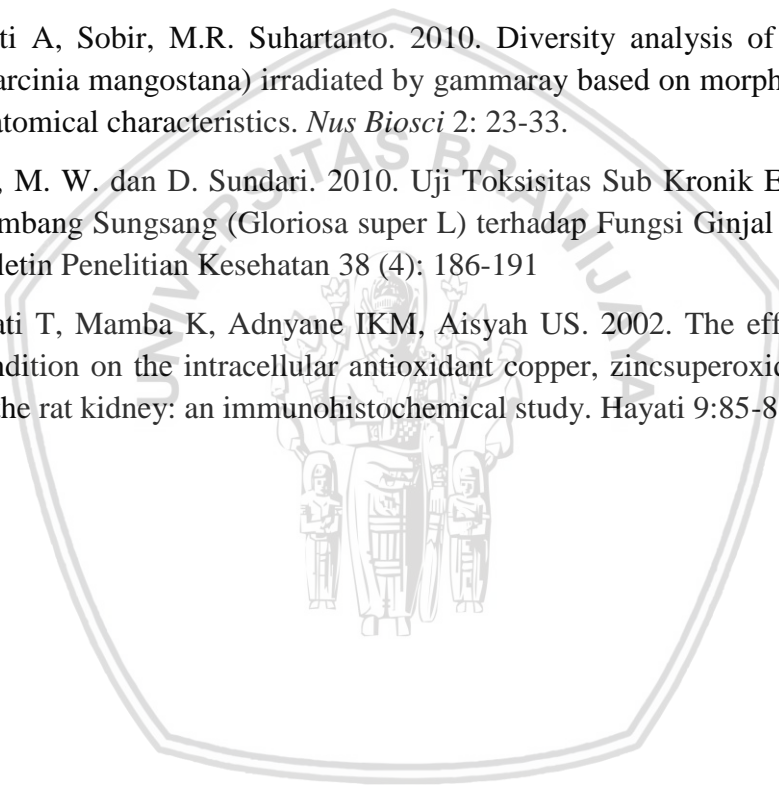 ti A, Sobir, M.R. Suhartanto. 2010. Diversity analysis of
arcinia mangostana) irradiated by gammaray based on morph
atomical characteristics. Nus Biosci 2: 23-33.
, M. W. dan D. Sundari. 2010. Uji Toksisitas Sub Kronik E
mbang Sungsang (Gloriosa super L) terhadap Fungsi Ginjal
letin Penelitian Kesehatan 38 (4): 186-191
ati T, Mamba K, Adnyane IKM, Aisyah US. 2002. The eff
ndition on the intracellular antioxidant copper, zincsuperoxid
the rat kidney: an immunohistochemical study. Hayati 9:85-8
UNIVERSITAS BRAWIJAYA